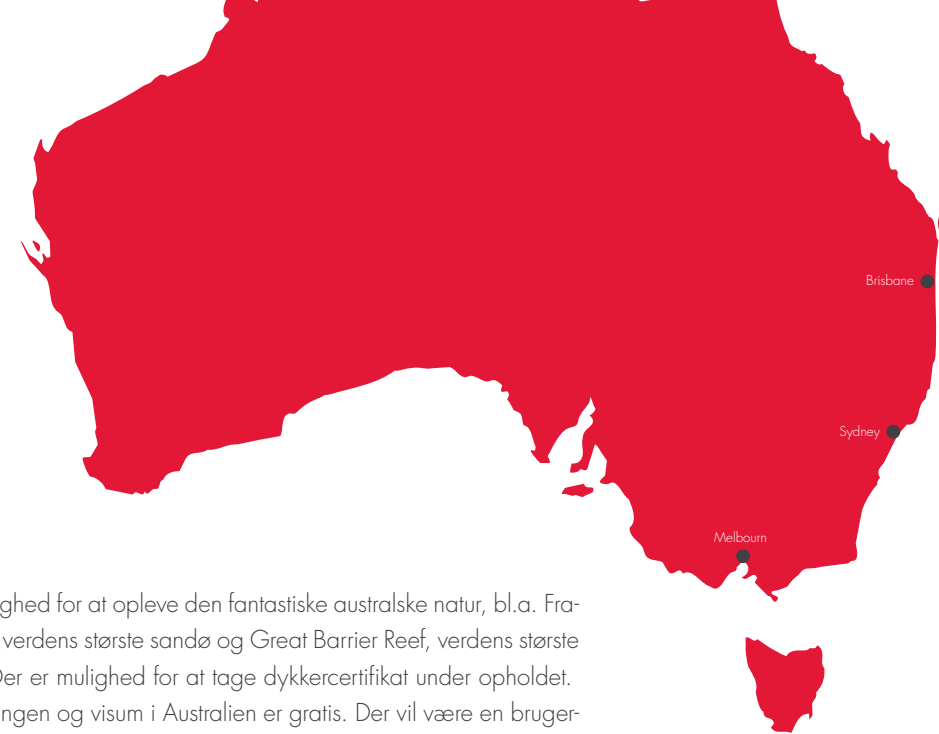 Brisbane
Sydney
Melbourn
ghed for at opleve den fantastiske australske natur, bl.a. Fra-
verdens største sandø og Great Barrier Reef, verdens største
Der er mulighed for at tage dykkercertifikat under opholdet.
ngen og visum i Australien er gratis. Der vil være en bruger-